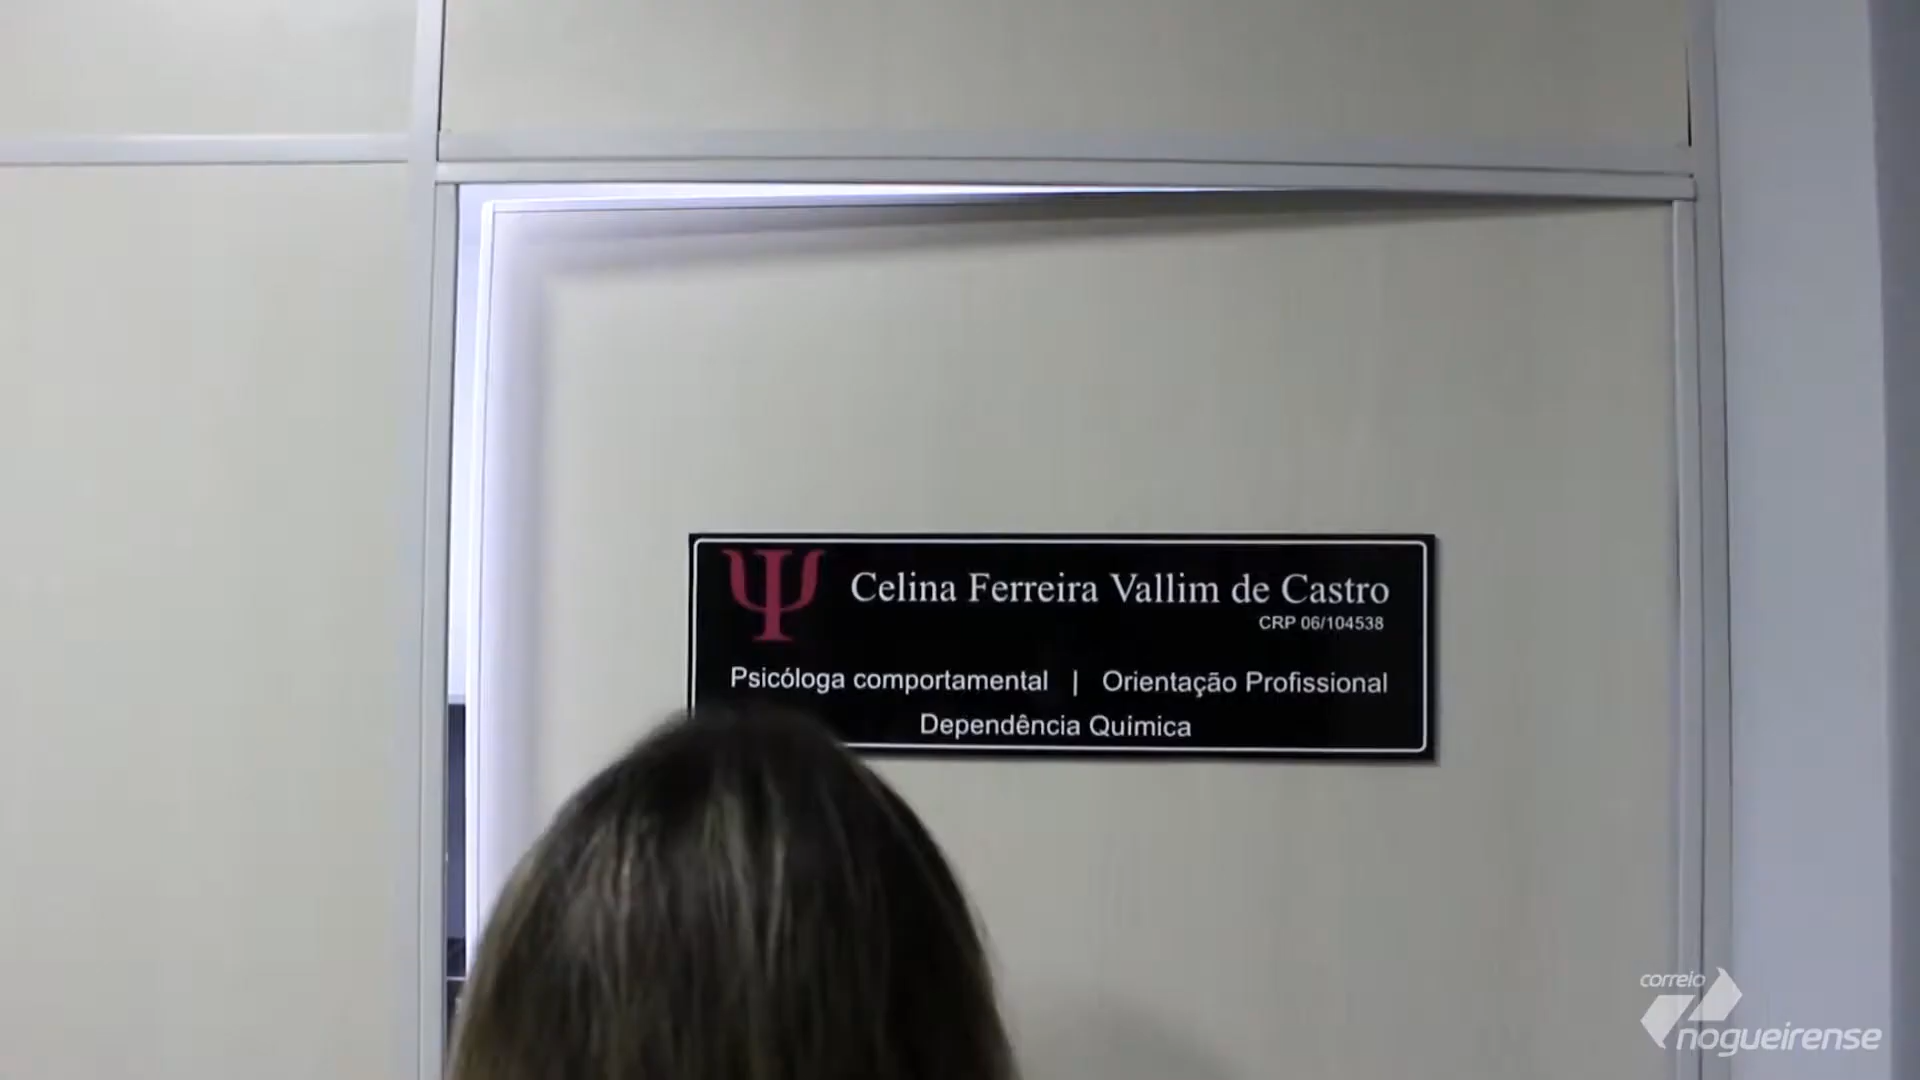 Ψ Celina Ferreira Vallim de Castro
CRP 06/104538
Psicóloga comportamental | Orientação Profissional
Dependência Química
correio
nogueirense